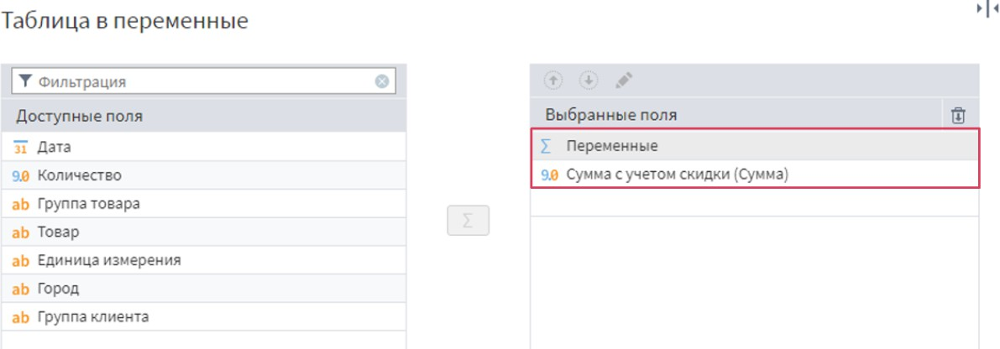 Таблица в переменные
Фильтрация
Доступные поля
31 Дата
9.0 Количество
ab Группа товара
ab Товар
ab Единица измерения
ab Город
ab Группа клиента
Σ
Выбранные поля
Σ Переменные
9.0 Сумма с учетом скидки (Сумма)